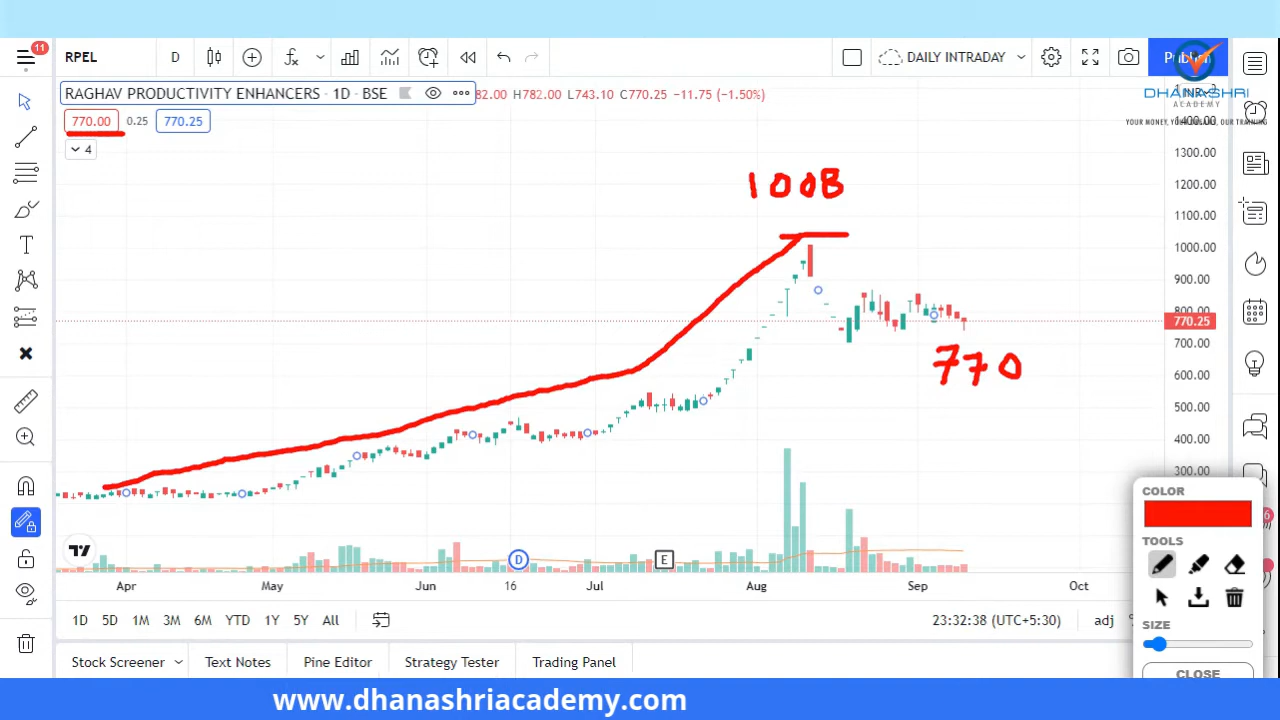 11
RPEL
D
DAILY INTRADAY
Publish
RAGHAV PRODUCTIVITY ENHANCERS · 1D · BSE
82.00 H782.00 L743.10 C770.25 -11.75 (-1.50%)
DHANASHRI
ACADEMY
770.00 0.25 770.25
4
1400.00
1300.00
1200.00
1100.00
1000.00
900.00
800.00
770.25
700.00
600.00
500.00
400.00
300.00
1008
770
D
E
Apr May Jun 16 Jul Aug Sep Oct
1D 5D 1M 3M 6M YTD 1Y 5Y All
23:32:38 (UTC+5:30)
adj
Stock Screener
Text Notes
Pine Editor
Strategy Tester
Trading Panel
COLOR
TOOLS
SIZE
CLOSE
www.dhanashriacademy.com